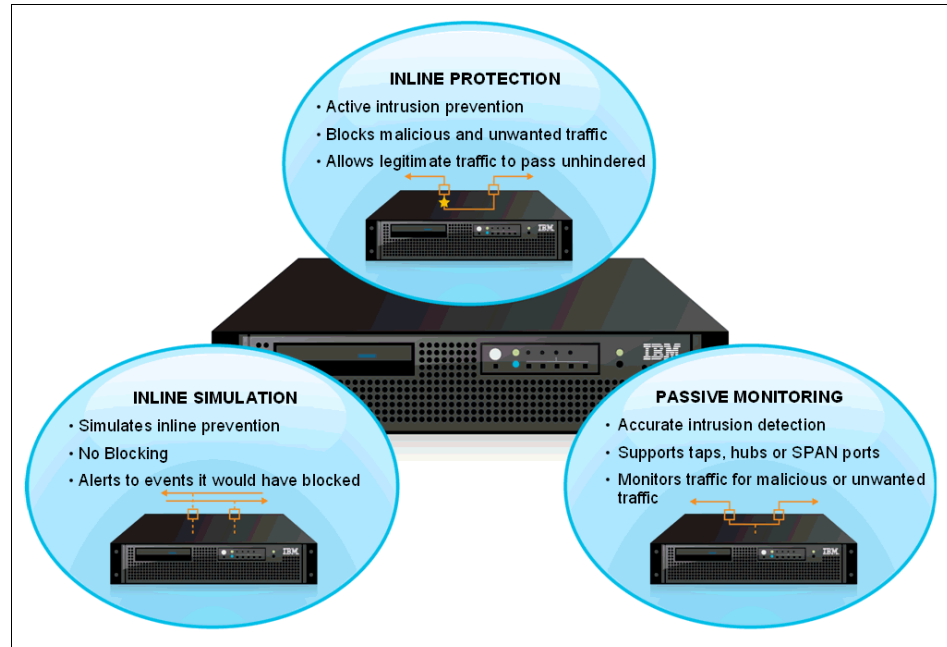 INLINE PROTECTION
• Active intrusion prevention
• Blocks malicious and unwanted traffic
• Allows legitimate traffic to pass unhindered
IBM
IBM
INLINE SIMULATION
• Simulates inline prevention
• No Blocking
• Alerts to events it would have blocked
IBM
PASSIVE MONITORING
• Accurate intrusion detection
• Supports taps, hubs or SPAN ports
• Monitors traffic for malicious or unwanted
traffic
IBM